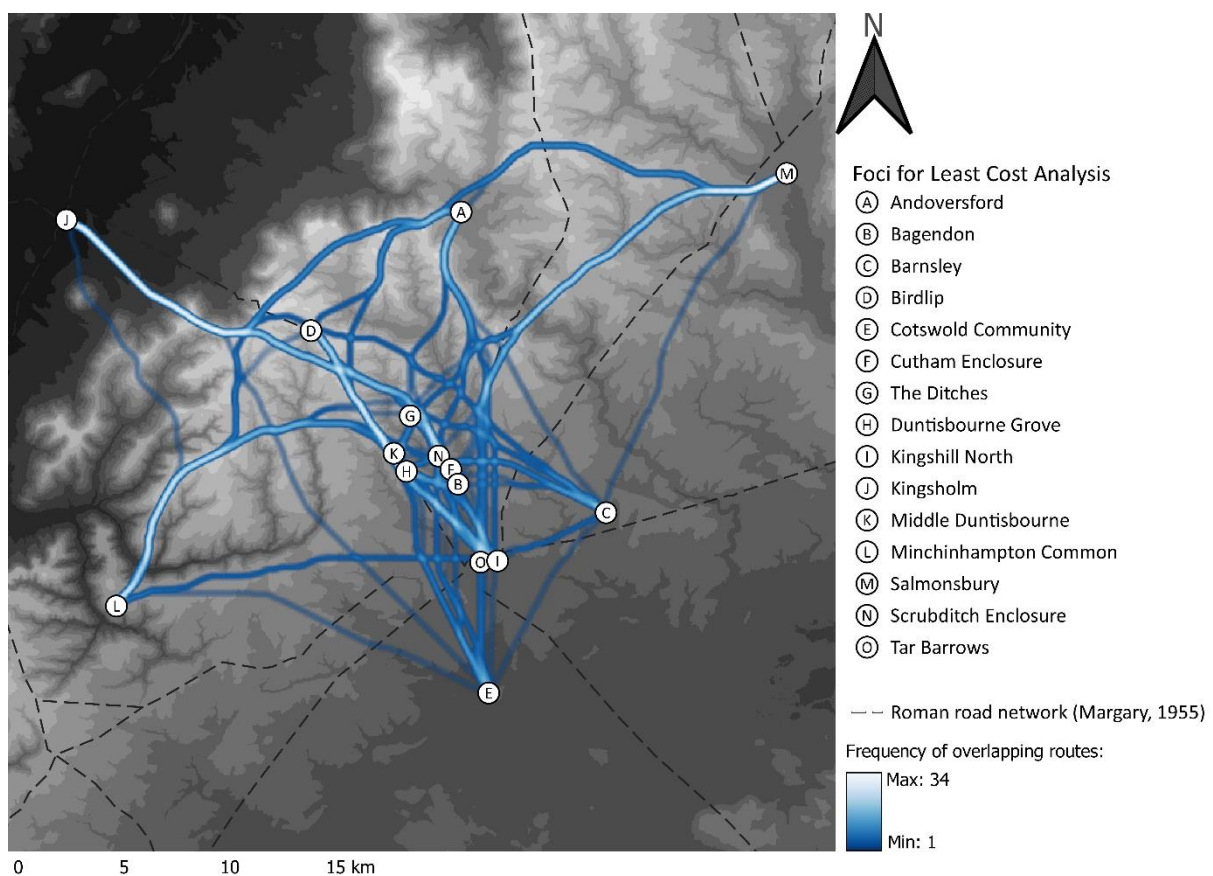 N
J
A
M
D
G
K
N
H
F
B
C
O
I
L
E
Foci for Least Cost Analysis
A Andoversford
B Bagendon
C Barnsley
D Birdlip
E Cotswold Community
F Cutham Enclosure
G The Ditches
H Duntisbourne Grove
I Kingshill North
J Kingsholm
K Middle Duntisbourne
L Minchinhampton Common
M Salmonsbury
N Scrubditch Enclosure
O Tar Barrows
Roman road network (Margary, 1955)
Frequency of overlapping routes:
Max: 34
Min: 1
0 5 10 15 km